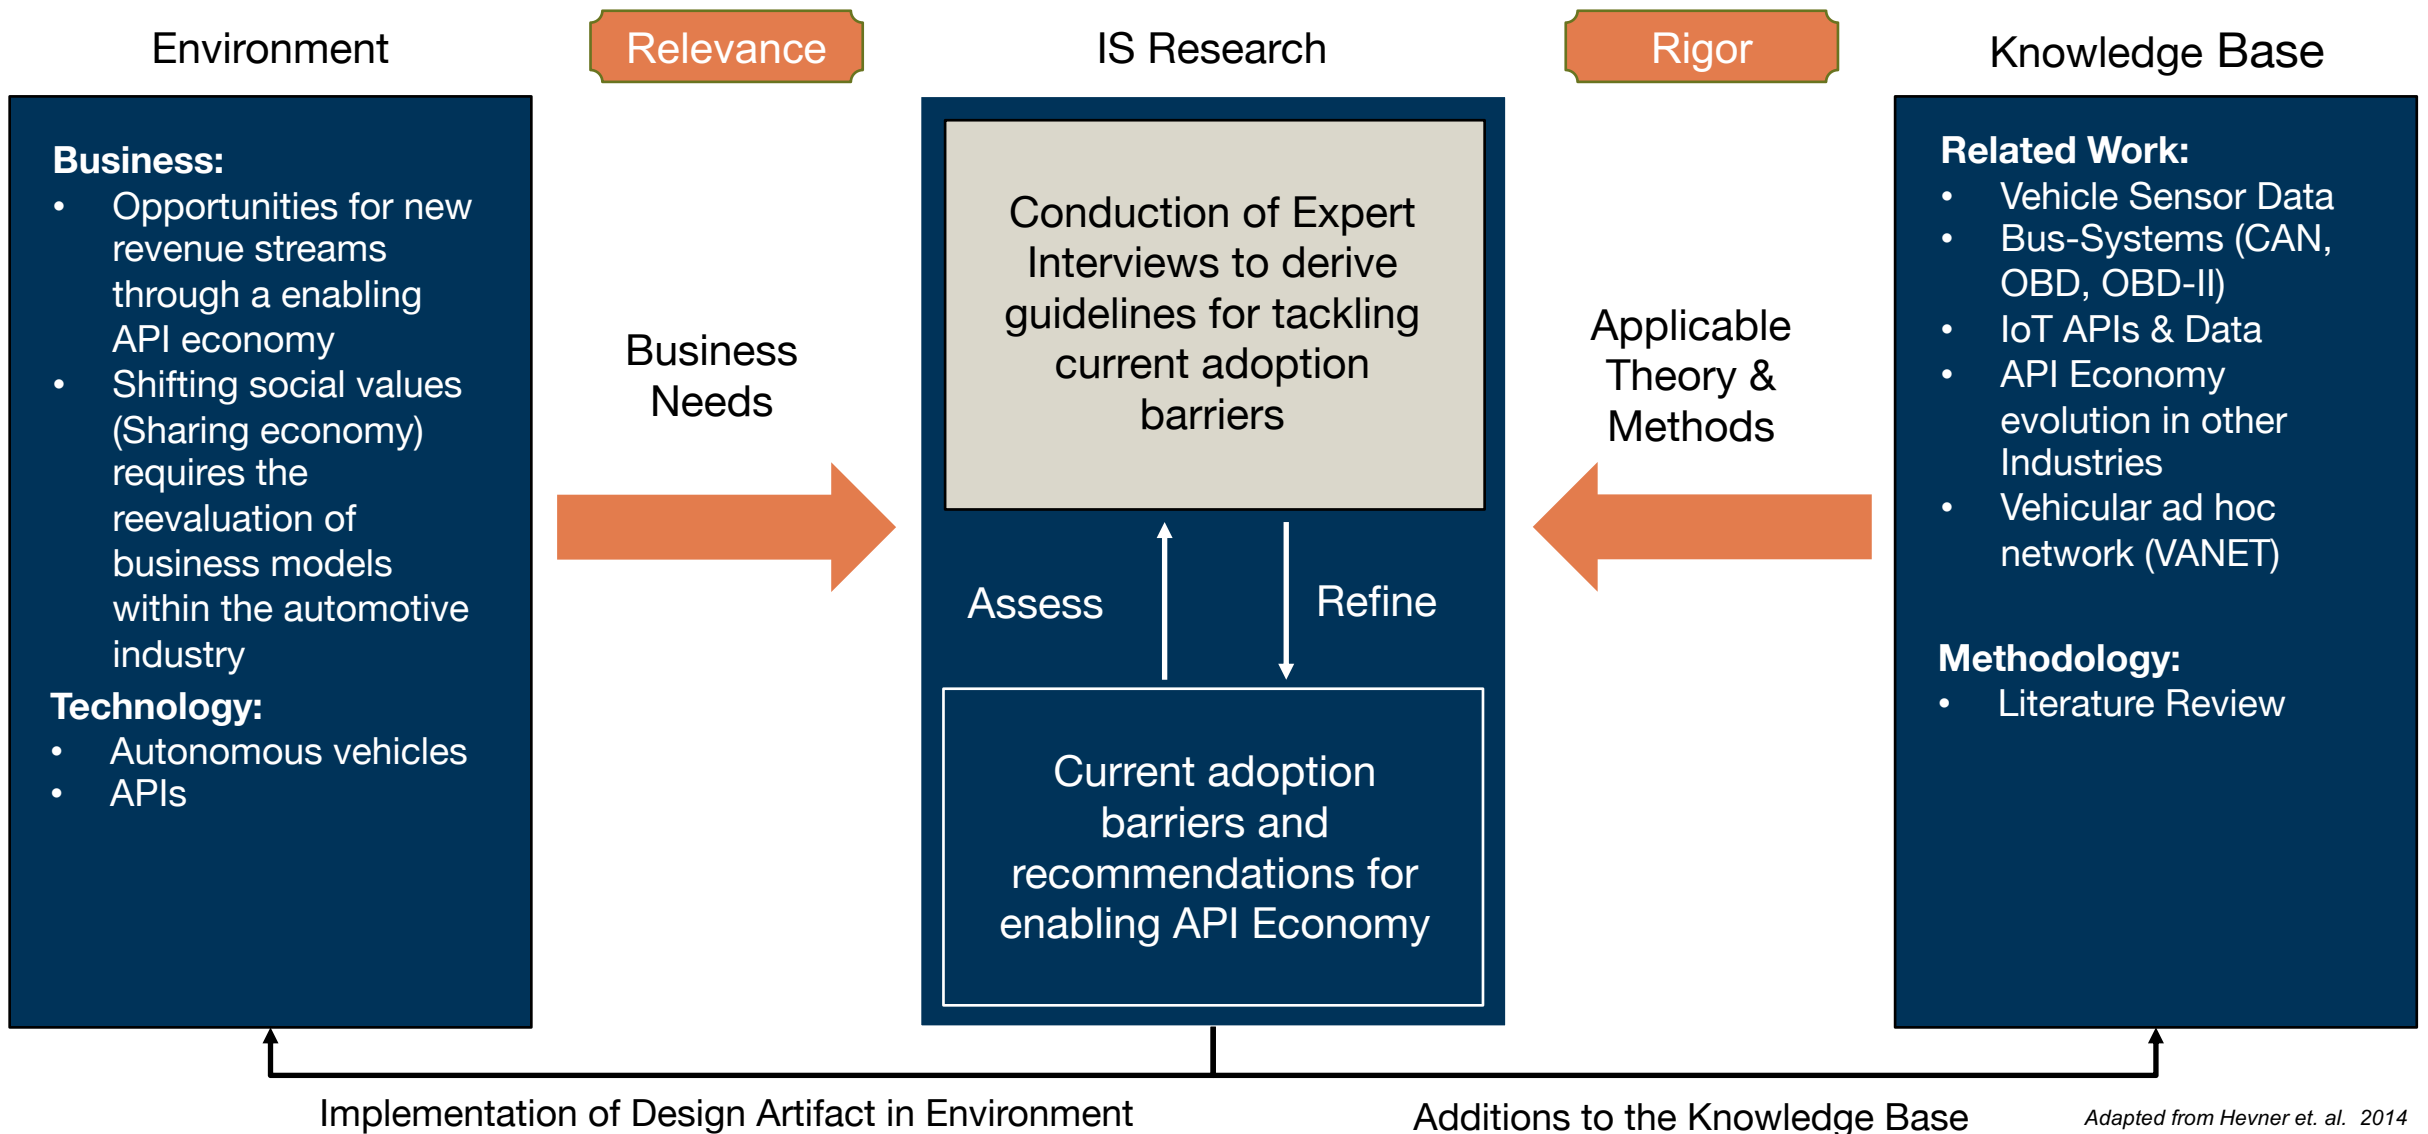 Environment
Relevance
IS Research
Rigor
Knowledge Base
Business:
• Opportunities for new
revenue streams
through a enabling
API economy
• Shifting social values
(Sharing economy)
requires the
reevaluation of
business models
within the automotive
industry
Technology:
• Autonomous vehicles
• APIs
Business
Needs
Conduction of Expert
Interviews to derive
guidelines for tackling
current adoption
barriers
Assess
Refine
Current adoption
barriers and
recommendations for
enabling API Economy
Applicable
Theory &
Methods
Related Work:
• Vehicle Sensor Data
• Bus-Systems (CAN,
OBD, OBD-II)
• IoT APIs & Data
• API Economy
evolution in other
Industries
• Vehicular ad hoc
network (VANET)
Methodology:
• Literature Review
Implementation of Design Artifact in Environment
Additions to the Knowledge Base
Adapted from Hevner et. al. 2014